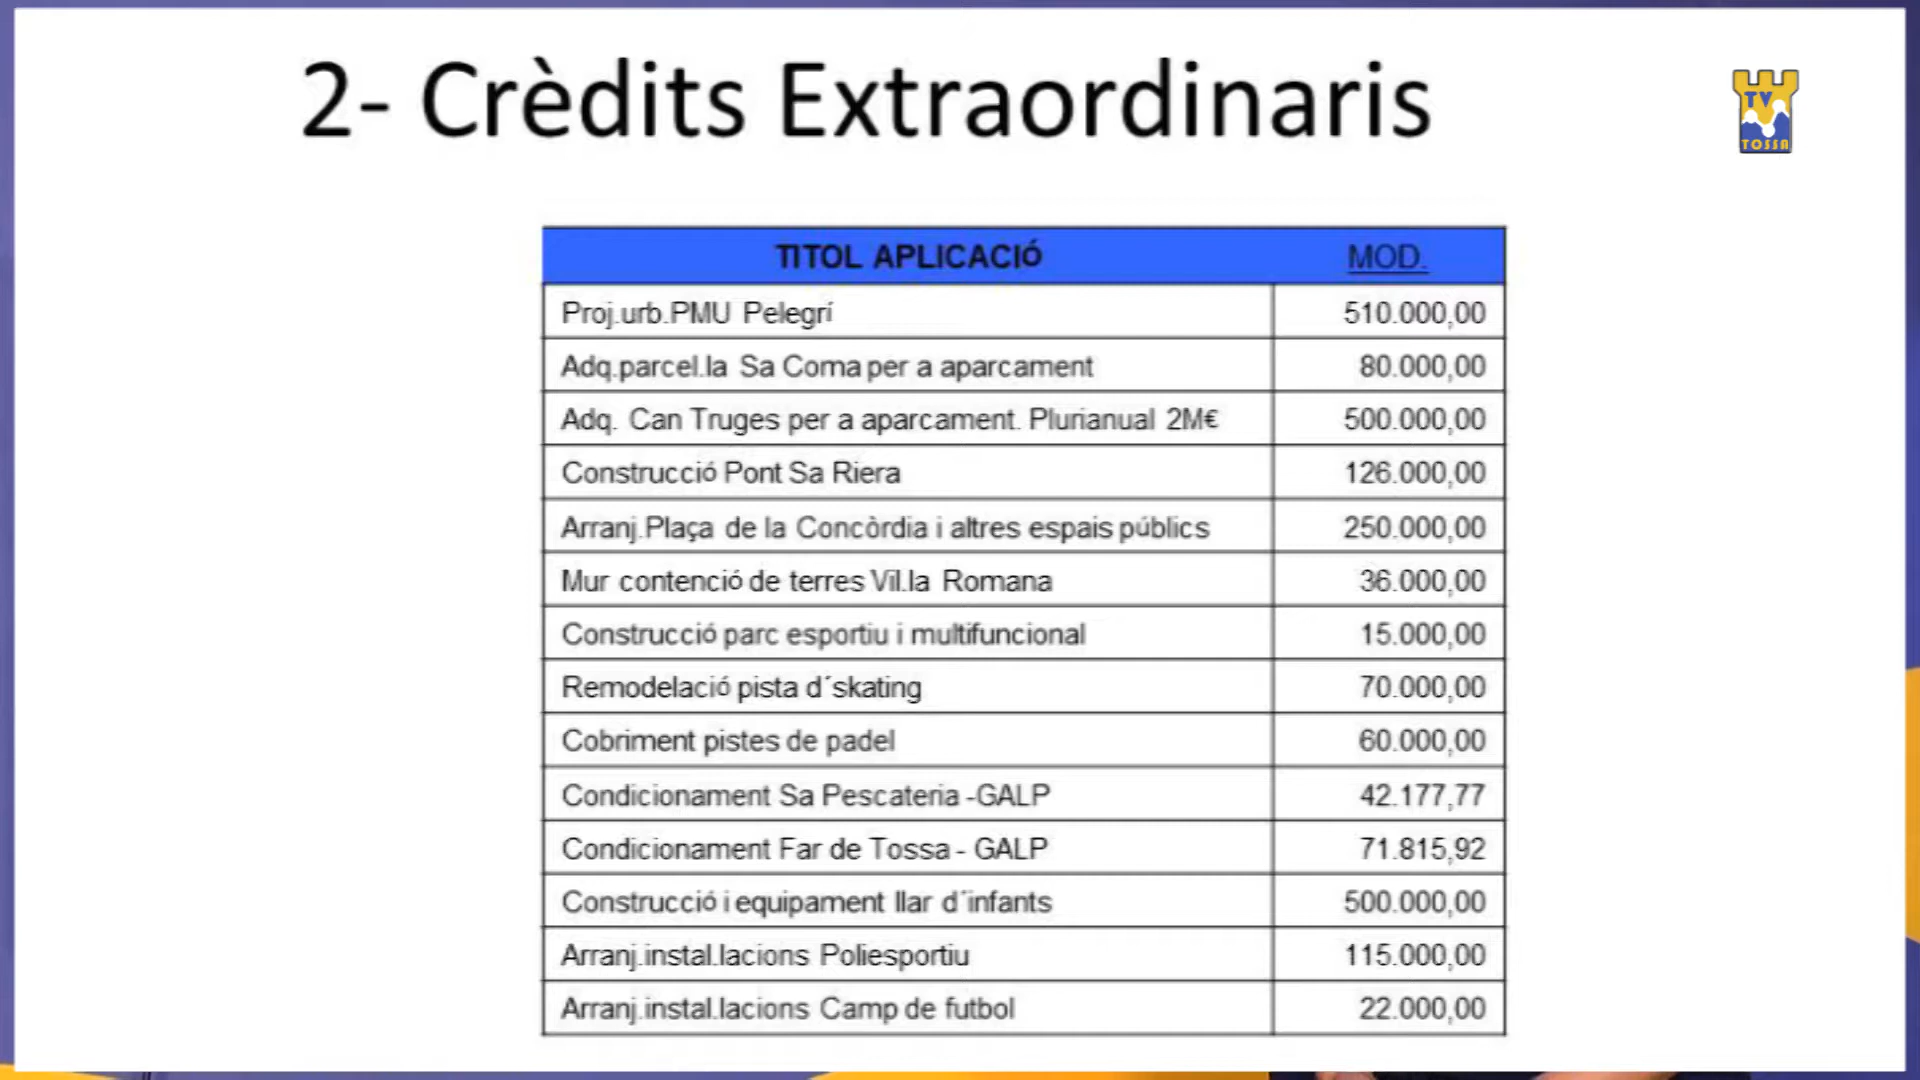 2- Crèdits Extraordinaris
TV
TOSSA
TITOL APLICACIÓ MOD.
Proj.urb.PMU Pelegrí 510.000,00
Adq.parcel.la Sa Coma per a aparcament 80.000,00
Adq. Can Truges per a aparcament. Plurianual 2M€ 500.000,00
Construcció Pont Sa Riera 126.000,00
Arranj.Plaça de la Concòrdia i altres espais públics 250.000,00
Mur contenció de terres Vil.la Romana 36.000,00
Construcció parc esportiu i multifuncional 15.000,00
Remodelació pista d´skating 70.000,00
Cobriment pistes de padel 60.000,00
Condicionament Sa Pescateria -GALP 42.177,77
Condicionament Far de Tossa - GALP 71.815,92
Construcció i equipament llar d´infants 500.000,00
Arranj.instal.lacions Poliesportiu 115.000,00
Arranj.instal.lacions Camp de futbol 22.000,00